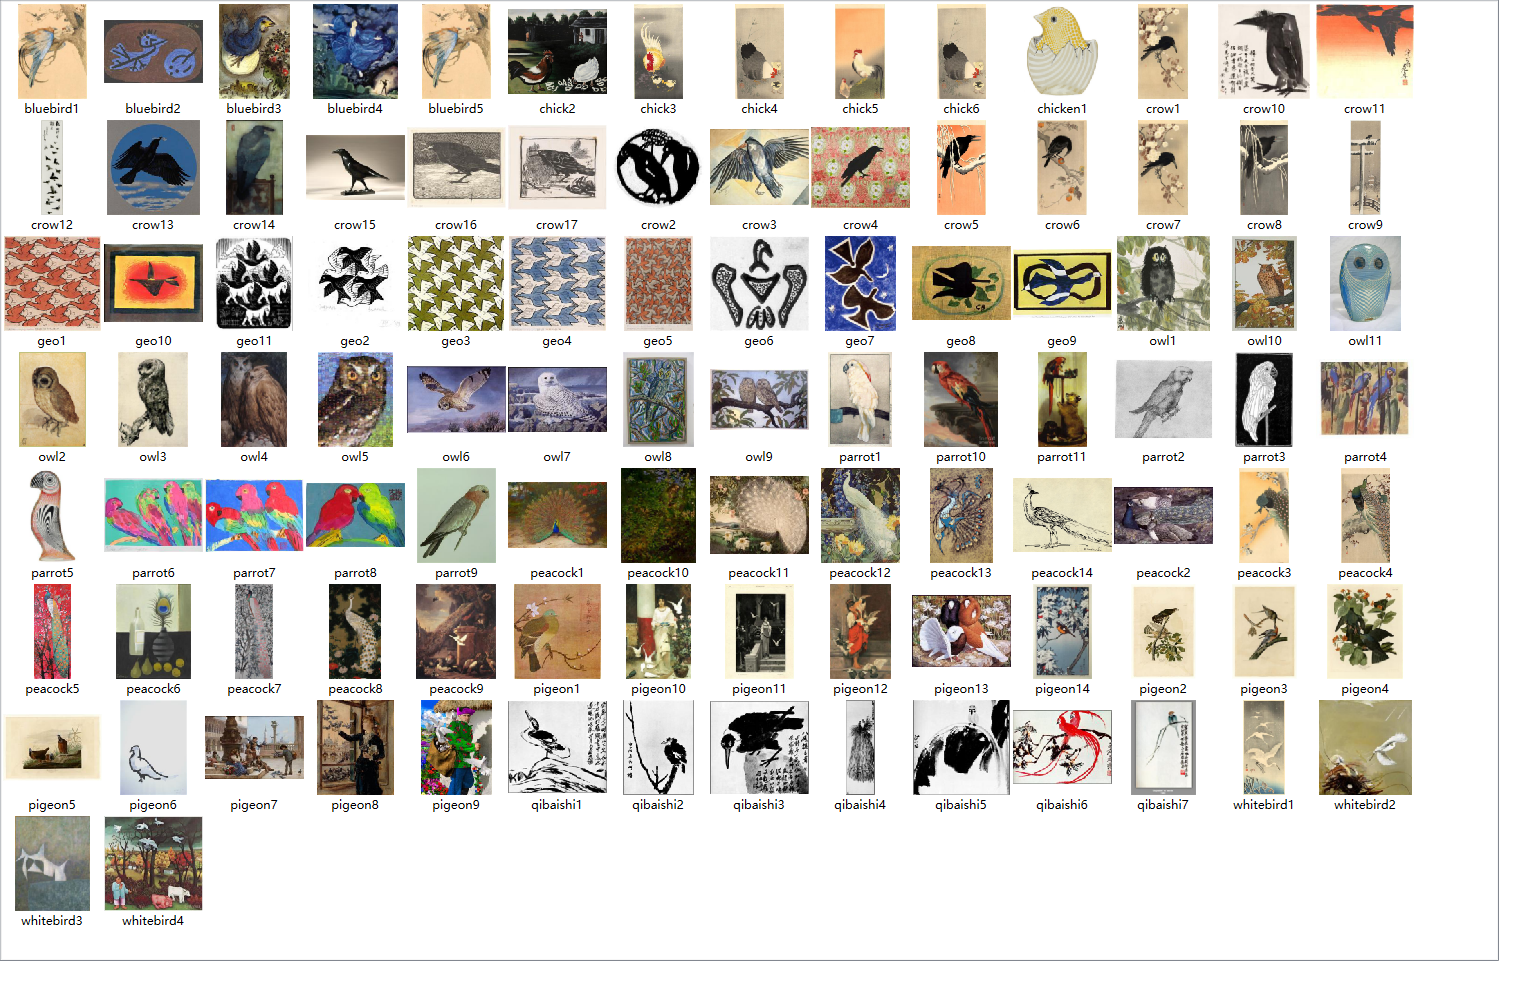 bluebird1 bluebird2 bluebird3 bluebird4 bluebird5 chick2 chick3 chick4 chick5 chick6 chicken1 crow1 crow10 crow11
crow12 crow13 crow14 crow15 crow16 crow17 crow2 crow3 crow4 crow5 crow6 crow7 crow8 crow9
geo1 geo10 geo11 geo2 geo3 geo4 geo5 geo6 geo7 geo8 geo9 owl1 owl10 owl11
owl2 owl3 owl4 owl5 owl6 owl7 owl8 owl9 parrot1 parrot10 parrot11 parrot2 parrot3 parrot4
parrot5 parrot6 parrot7 parrot8 parrot9 peacock1 peacock10 peacock11 peacock12 peacock13 peacock14 peacock2 peacock3 peacock4
peacock5 peacock6 peacock7 peacock8 peacock9 pigeon1 pigeon10 pigeon11 pigeon12 pigeon13 pigeon14 pigeon2 pigeon3 pigeon4
pigeon5 pigeon6 pigeon7 pigeon8 pigeon9 qibaishi1 qibaishi2 qibaishi3 qibaishi4 qibaishi5 qibaishi6 qibaishi7 whitebird1 whitebird2
whitebird3 whitebird4